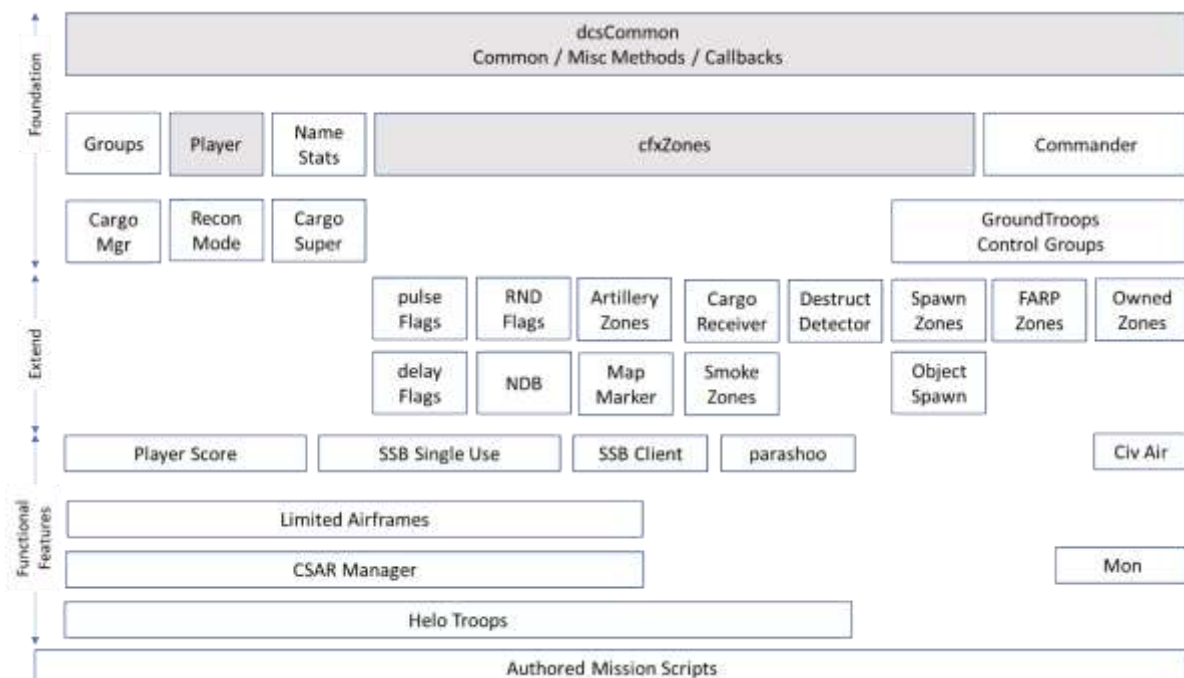 dcsCommon
Common / Misc Methods / Callbacks
Foundation
Groups
Player
Name
Stats
cfxZones
Commander
Cargo
Mgr
Recon
Mode
Cargo
Super
GroundTroops
Control Groups
Extend
pulse
Flags
RND
Flags
Artillery
Zones
Cargo
Receiver
Destruct
Detector
Spawn
Zones
FARP
Zones
Owned
Zones
delay
Flags
NDB
Map
Marker
Smoke
Zones
Object
Spawn
Functional
Features
Player Score
SSB Single Use
SSB Client
parashoo
Civ Air
Limited Airframes
CSAR Manager
Mon
Helo Troops
Authored Mission Scripts